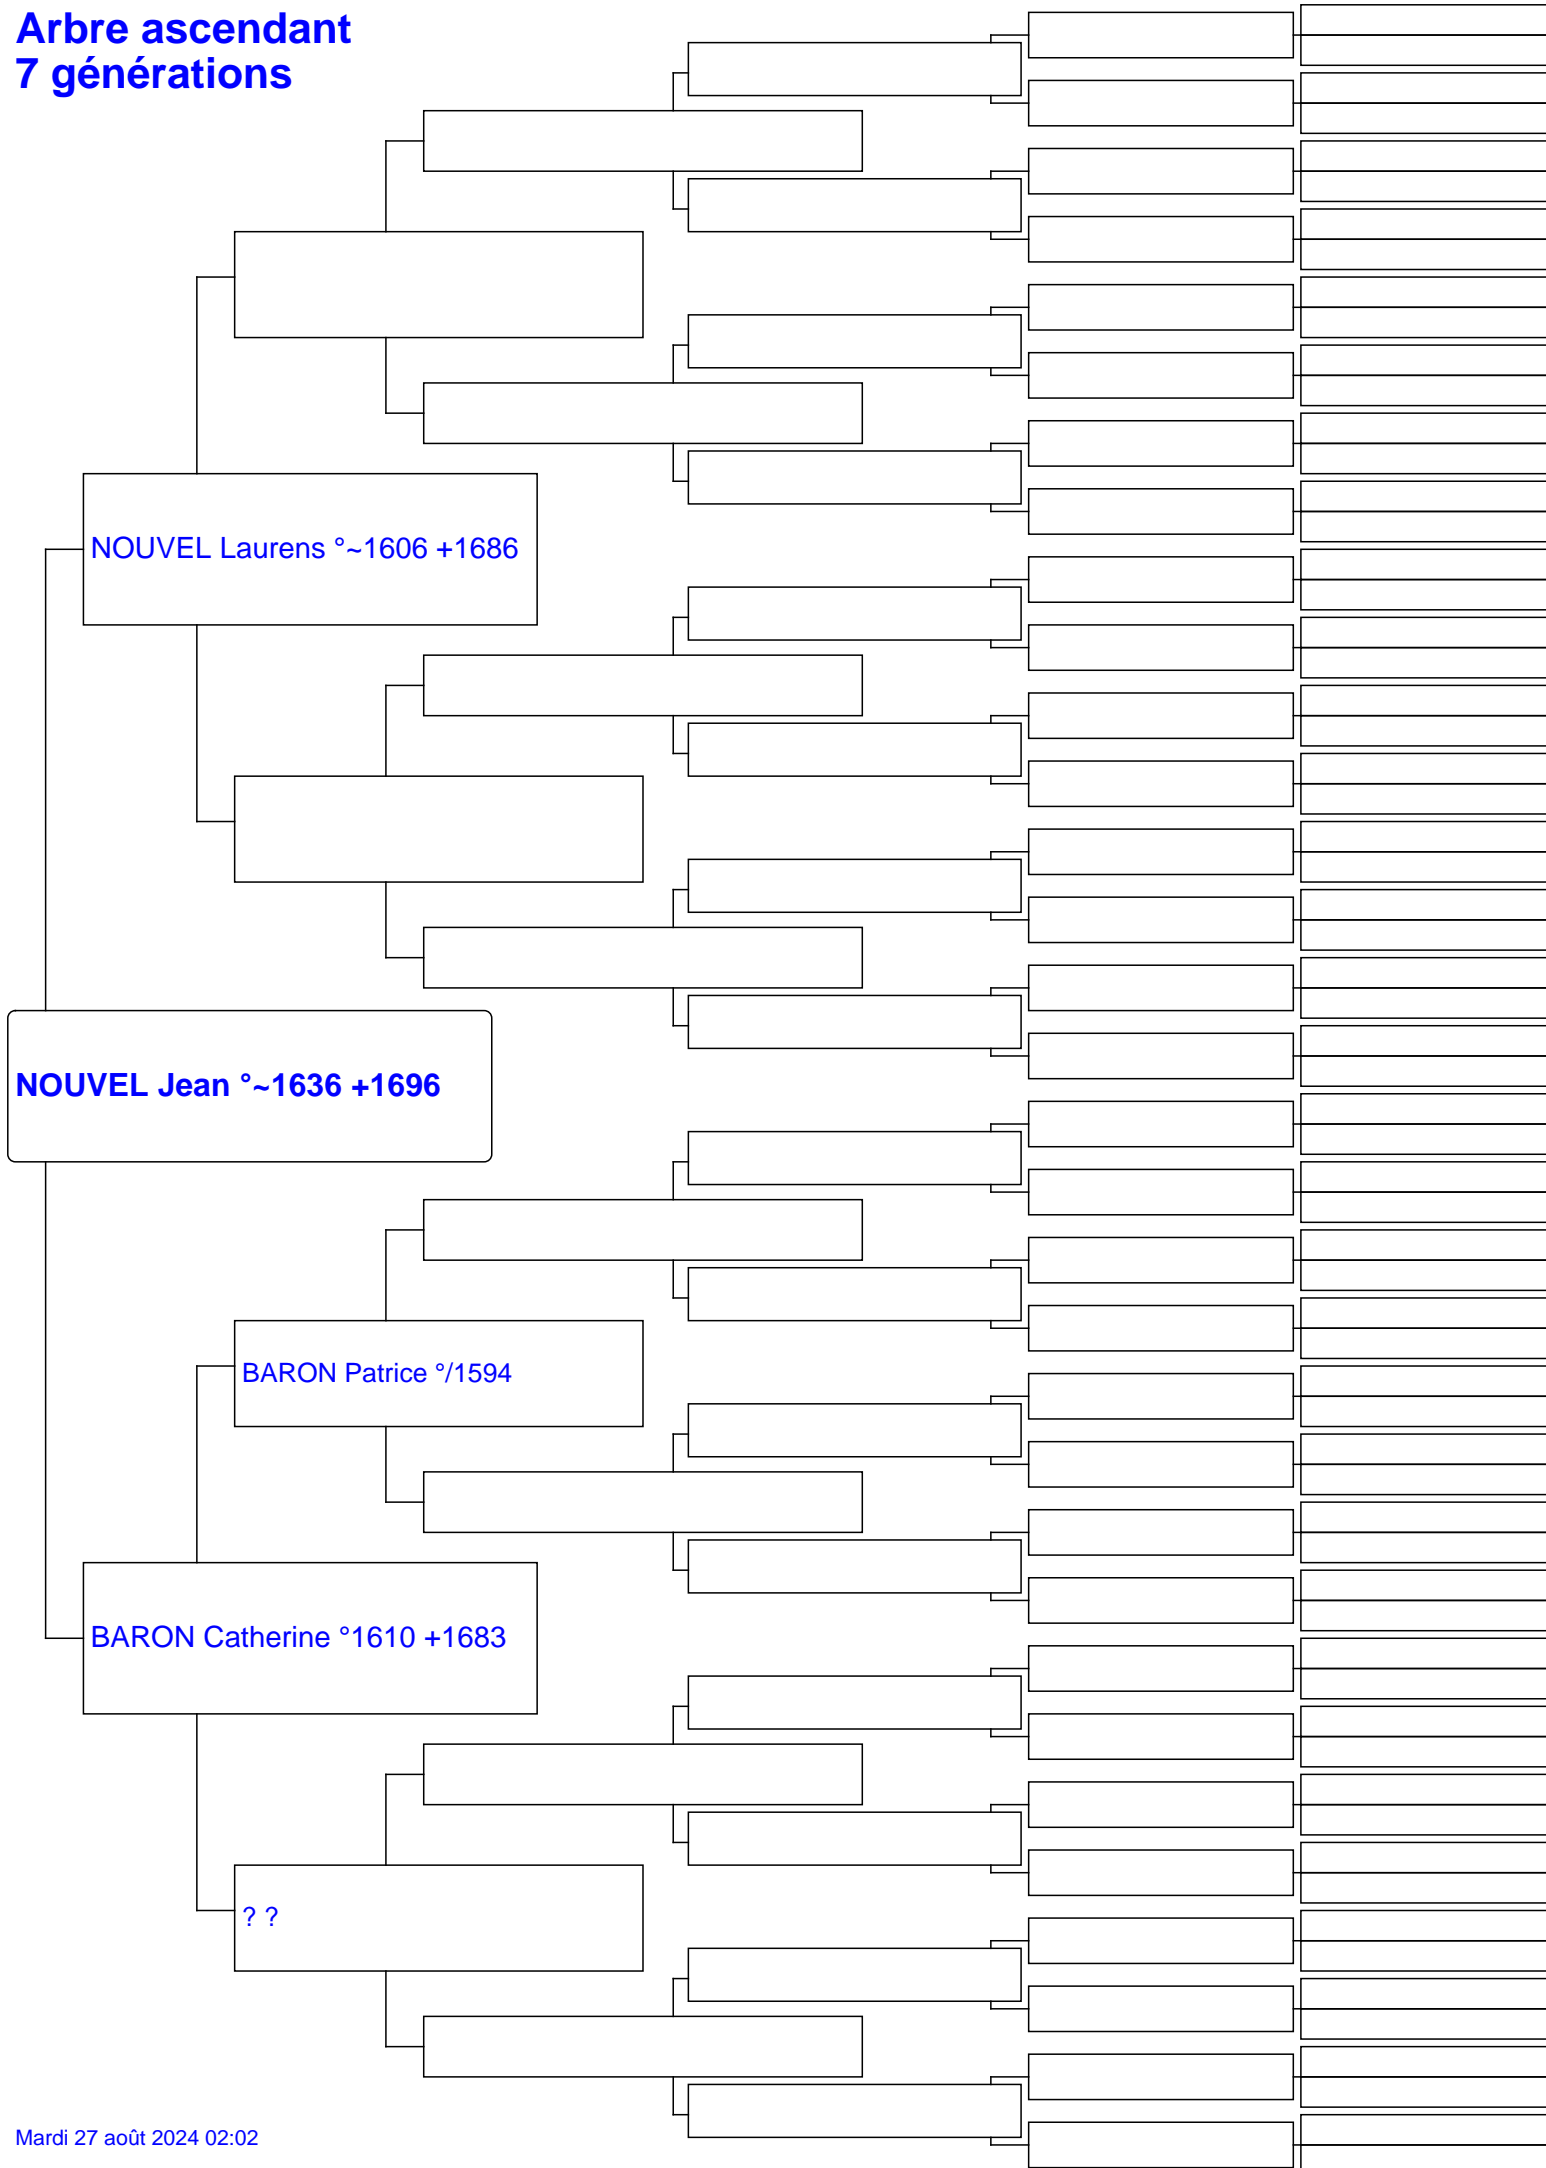 Arbre ascendant
7 générations
NOUVEL Laurens °~1606 +1686
NOUVEL Jean °~1636 +1696
BARON Patrice °/1594
BARON Catherine °1610 +1683
? ?
Mardi 27 août 2024 02:02